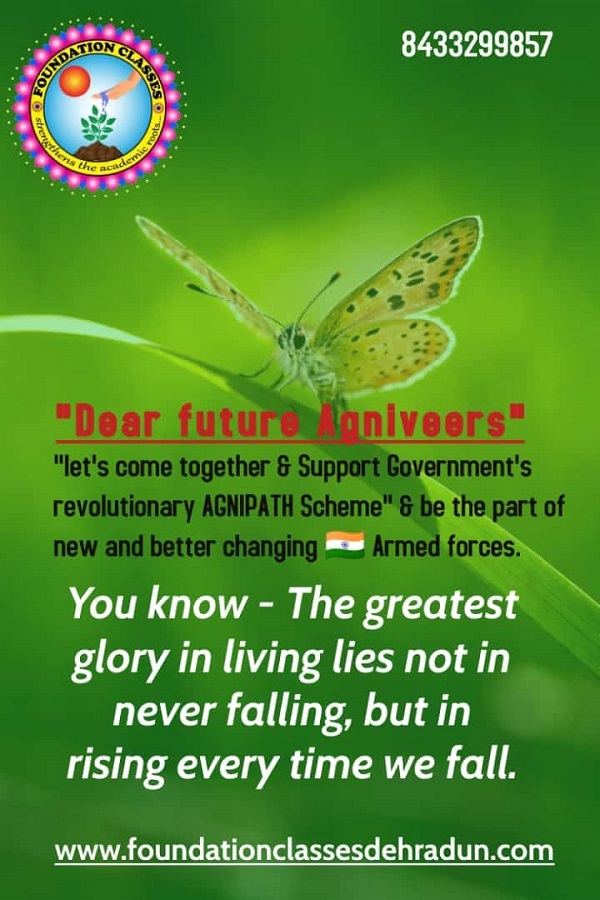 8433299857
FOUNDATION CLASSES
strengthens the academic roots...
"Dear future Agniveers"
"let's come together & Support Government's
revolutionary AGNIPATH Scheme" & be the part of
new and better changing 🇮🇳 Armed forces.
You know - The greatest
glory in living lies not in
never falling, but in
rising every time we fall.
www.foundationclassesdehradun.com